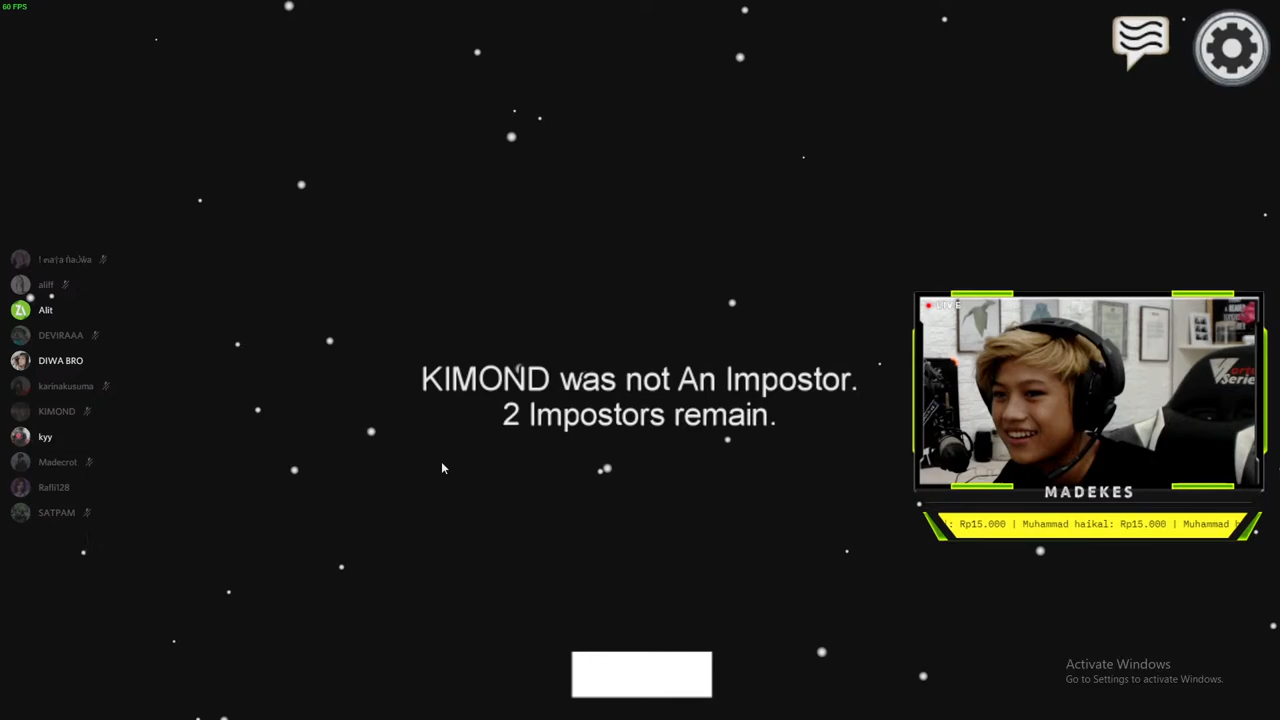 60 FPS
aliff
Alit
DEVIRAAA
DIWA BRO
karinakusuma
KIMOND
kyy
Madecrot
Rafli128
SATPAM
KIMOND was not An Impostor.
2 Impostors remain.
LIVE
MADEKES
: Rp15.000 | Muhammad haikal: Rp15.000 | Muhammad
Activate Windows
Go to Settings to activate Windows.